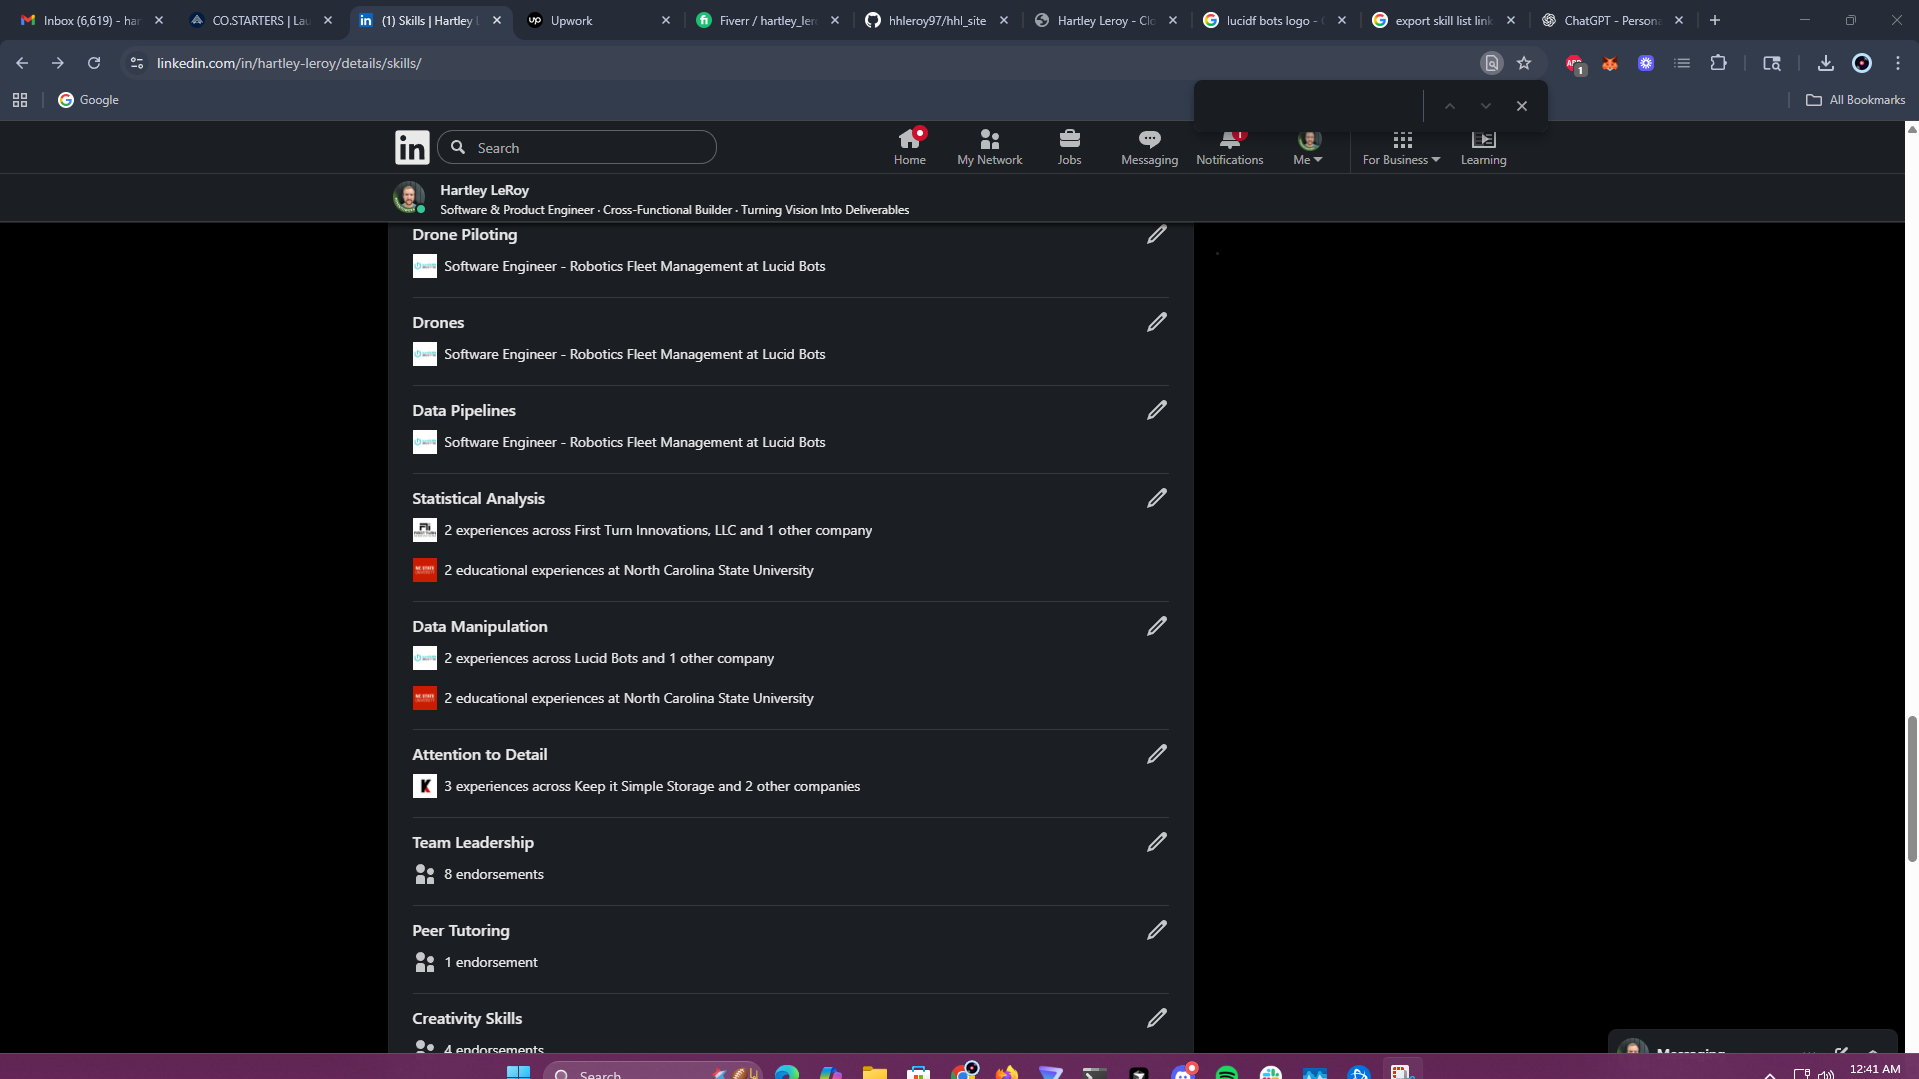 Inbox (6,619) - har
CO.STARTERS | Lau
(1) Skills | Hartley L
Upwork
Fiverr / hartley_ler
hhleroy97/hhl_site
Hartley Leroy - Clo
lucidf bots logo - G
export skill list link
ChatGPT - Persona
linkedin.com/in/hartley-leroy/details/skills/
1
Google
All Bookmarks
in
Search
Home
My Network
Jobs
Messaging
1
Notifications
Me
For Business
Learning
Hartley LeRoy
Software & Product Engineer · Cross-Functional Builder · Turning Vision Into Deliverables
Drone Piloting
Software Engineer - Robotics Fleet Management at Lucid Bots
Drones
Software Engineer - Robotics Fleet Management at Lucid Bots
Data Pipelines
Software Engineer - Robotics Fleet Management at Lucid Bots
Statistical Analysis
2 experiences across First Turn Innovations, LLC and 1 other company
2 educational experiences at North Carolina State University
Data Manipulation
2 experiences across Lucid Bots and 1 other company
2 educational experiences at North Carolina State University
Attention to Detail
3 experiences across Keep it Simple Storage and 2 other companies
Team Leadership
8 endorsements
Peer Tutoring
1 endorsement
Creativity Skills
4 endorsements
Messaging
Search
12:41 AM